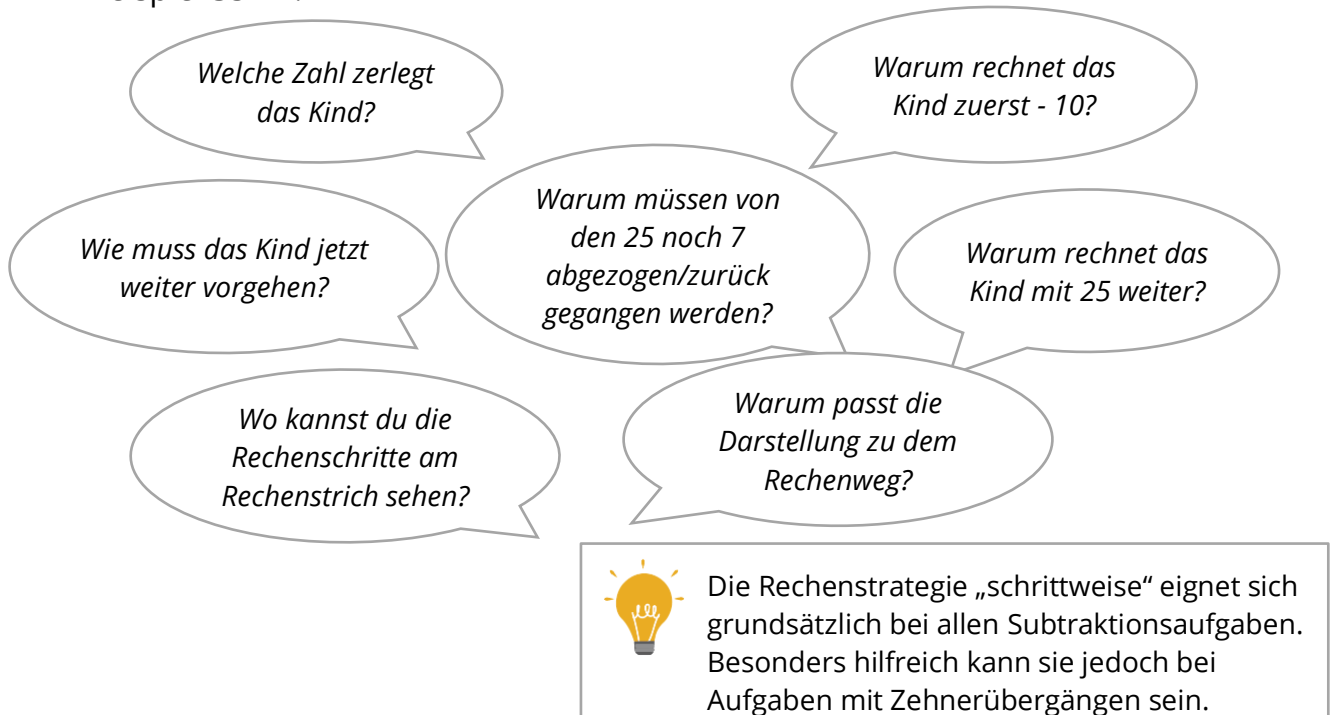 Welche Zahl zerlegt
das Kind?
Warum rechnet das
Kind zuerst - 10?
Warum müssen von
den 25 noch 7
abgezogen/zurück
gegangen werden?
Wie muss das Kind jetzt
weiter vorgehen?
Warum rechnet das
Kind mit 25 weiter?
Wo kannst du die
Rechenschritte am
Rechenstrich sehen?
Warum passt die
Darstellung zu dem
Rechenweg?
Die Rechenstrategie „schrittweise“ eignet sich
grundsätzlich bei allen Subtraktionsaufgaben.
Besonders hilfreich kann sie jedoch bei
Aufgaben mit Zehnerübergängen sein.